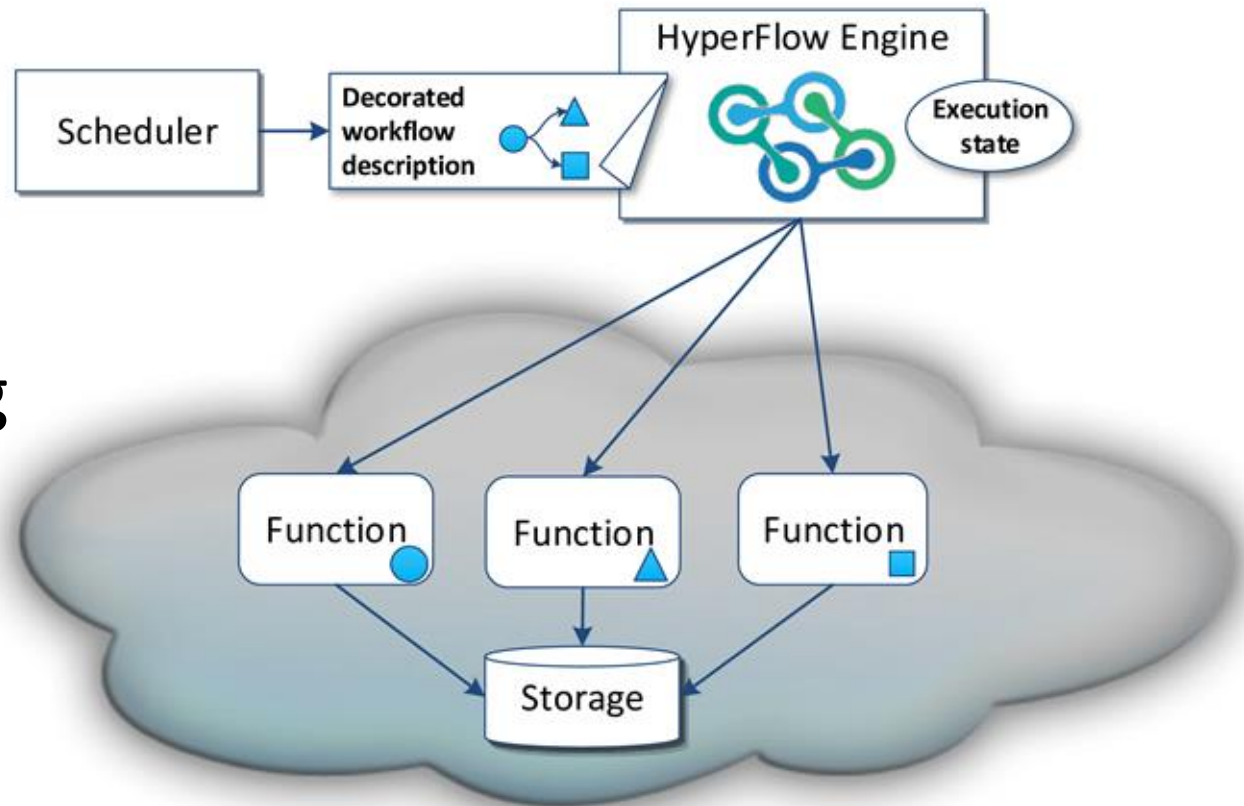 HyperFlow Engine
Scheduler
Decorated
workflow
description
Execution
state
g
Function
Function
Function
Storage